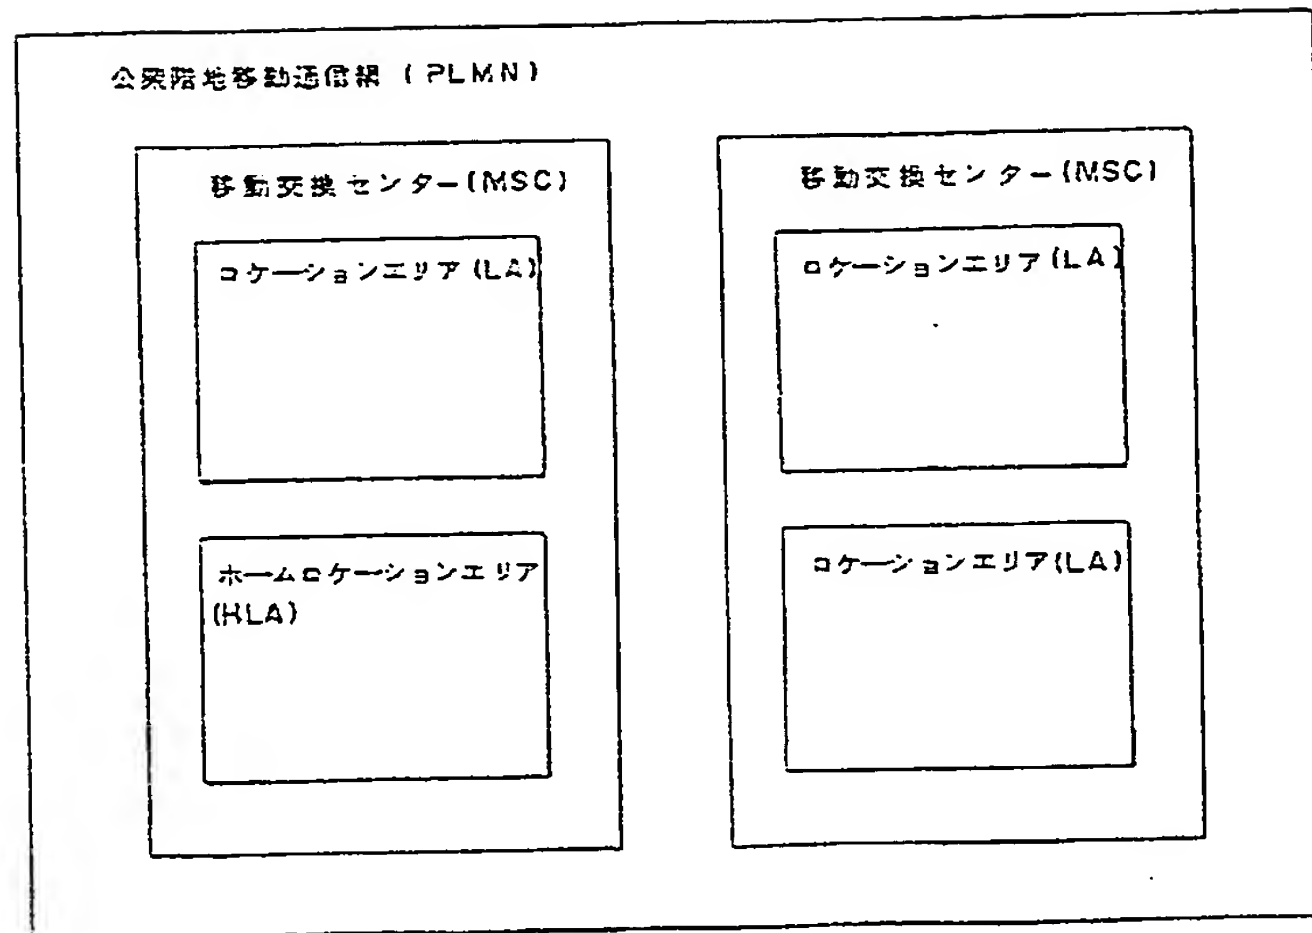 公衆陸地移動通信網 (PLMN)
移動交換センター(MSC)
ロケーションエリア(LA)
ホームロケーションエリア
(HLA)
移動交換センター(MSC)
ロケーションエリア(LA)
ロケーションエリア(LA)